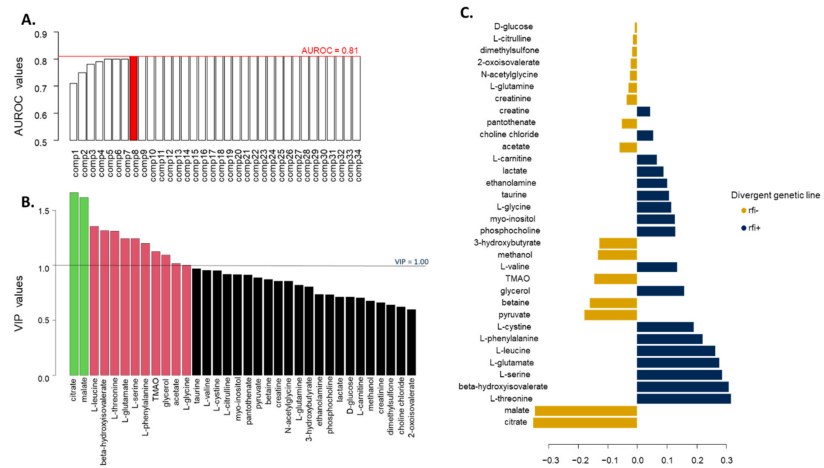 A.
AUROC values
0.9
0.8
0.7
0.6
0.5
AUROC = 0.81
comp1
comp2
comp3
comp4
comp5
comp6
comp7
comp8
comp9
comp10
comp11
comp12
comp13
comp14
comp15
comp16
comp17
comp18
comp19
comp20
comp21
comp22
comp23
comp24
comp25
comp26
comp27
comp28
comp29
comp30
comp31
comp32
comp33
comp34
B.
VIP values
1.5
1.0
0.5
0.0
VIP = 1.00
citrate
malate
L-leucine
beta-hydroxyisovalerate
L-threonine
L-glutamate
L-serine
L-phenylalanine
TMAO
glycerol
acetate
L-glycine
taurine
L-valine
L-cystine
L-citrulline
myo-inositol
pantothenate
pyruvate
betaine
creatine
N-acetylglycine
L-glutamine
3-hydroxybutyrate
ethanolamine
phosphocholine
lactate
D-glucose
L-carnitine
methanol
creatinine
dimethylsulfone
choline chloride
2-oxoisovalerate
C.
D-glucose
L-citrulline
dimethylsulfone
2-oxoisovalerate
N-acetylglycine
L-glutamine
creatinine
creatine
pantothenate
choline chloride
acetate
L-carnitine
lactate
ethanolamine
taurine
L-glycine
myo-inositol
phosphocholine
3-hydroxybutyrate
methanol
L-valine
TMAO
glycerol
betaine
pyruvate
L-cystine
L-phenylalanine
L-leucine
L-glutamate
L-serine
beta-hydroxyisovalerate
L-threonine
malate
citrate
−0.3 −0.2 −0.1 0.0 0.1 0.2 0.3
Divergent genetic line
rfi-
rfi+